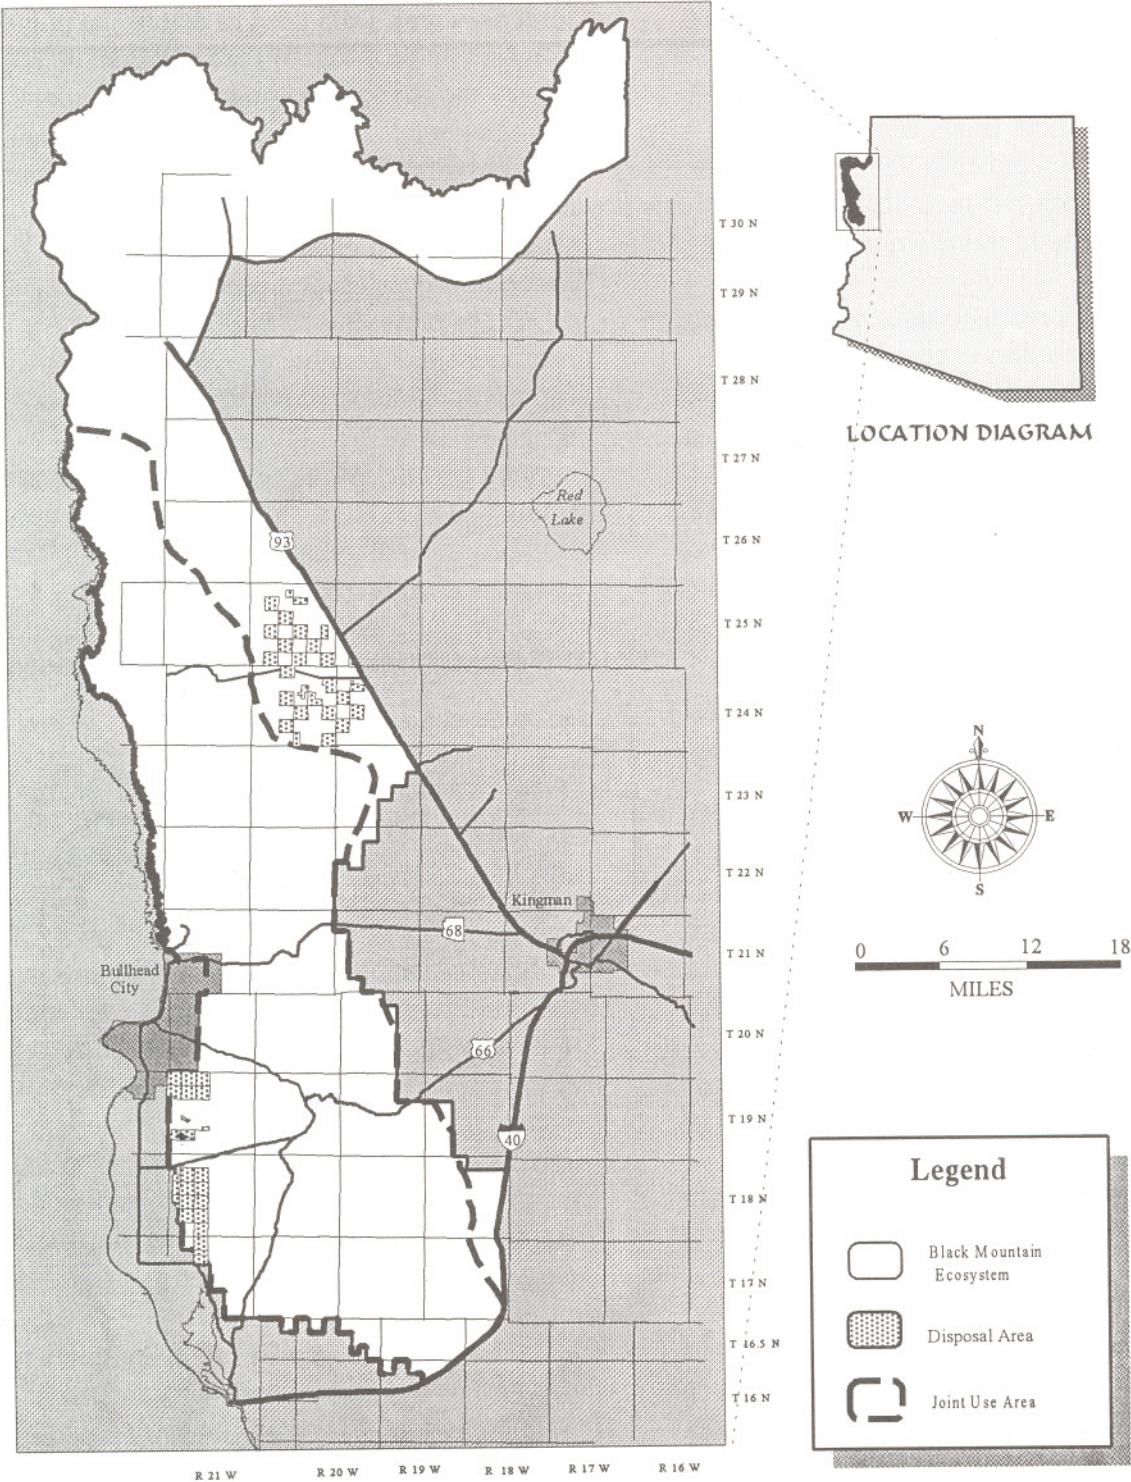 T 30 N
T 29 N
T 28 N
LOCATION DIAGRAM
T 27 N
Red
Lake
93
T 26 N
T 25 N
T 24 N
N
T 23 N
W
E
T 22 N
S
Kingman
68
T 21 N
0 6 12 18
MILES
Bullhead
City
T 20 N
66
T 19 N
40
Legend
T 18 N
Black Mountain
Ecosystem
T 17 N
Disposal Area
T 16.5 N
T 16 N
Joint Use Area
R 21 W
R 20 W
R 19 W
R 18 W
R 17 W
R 16 W